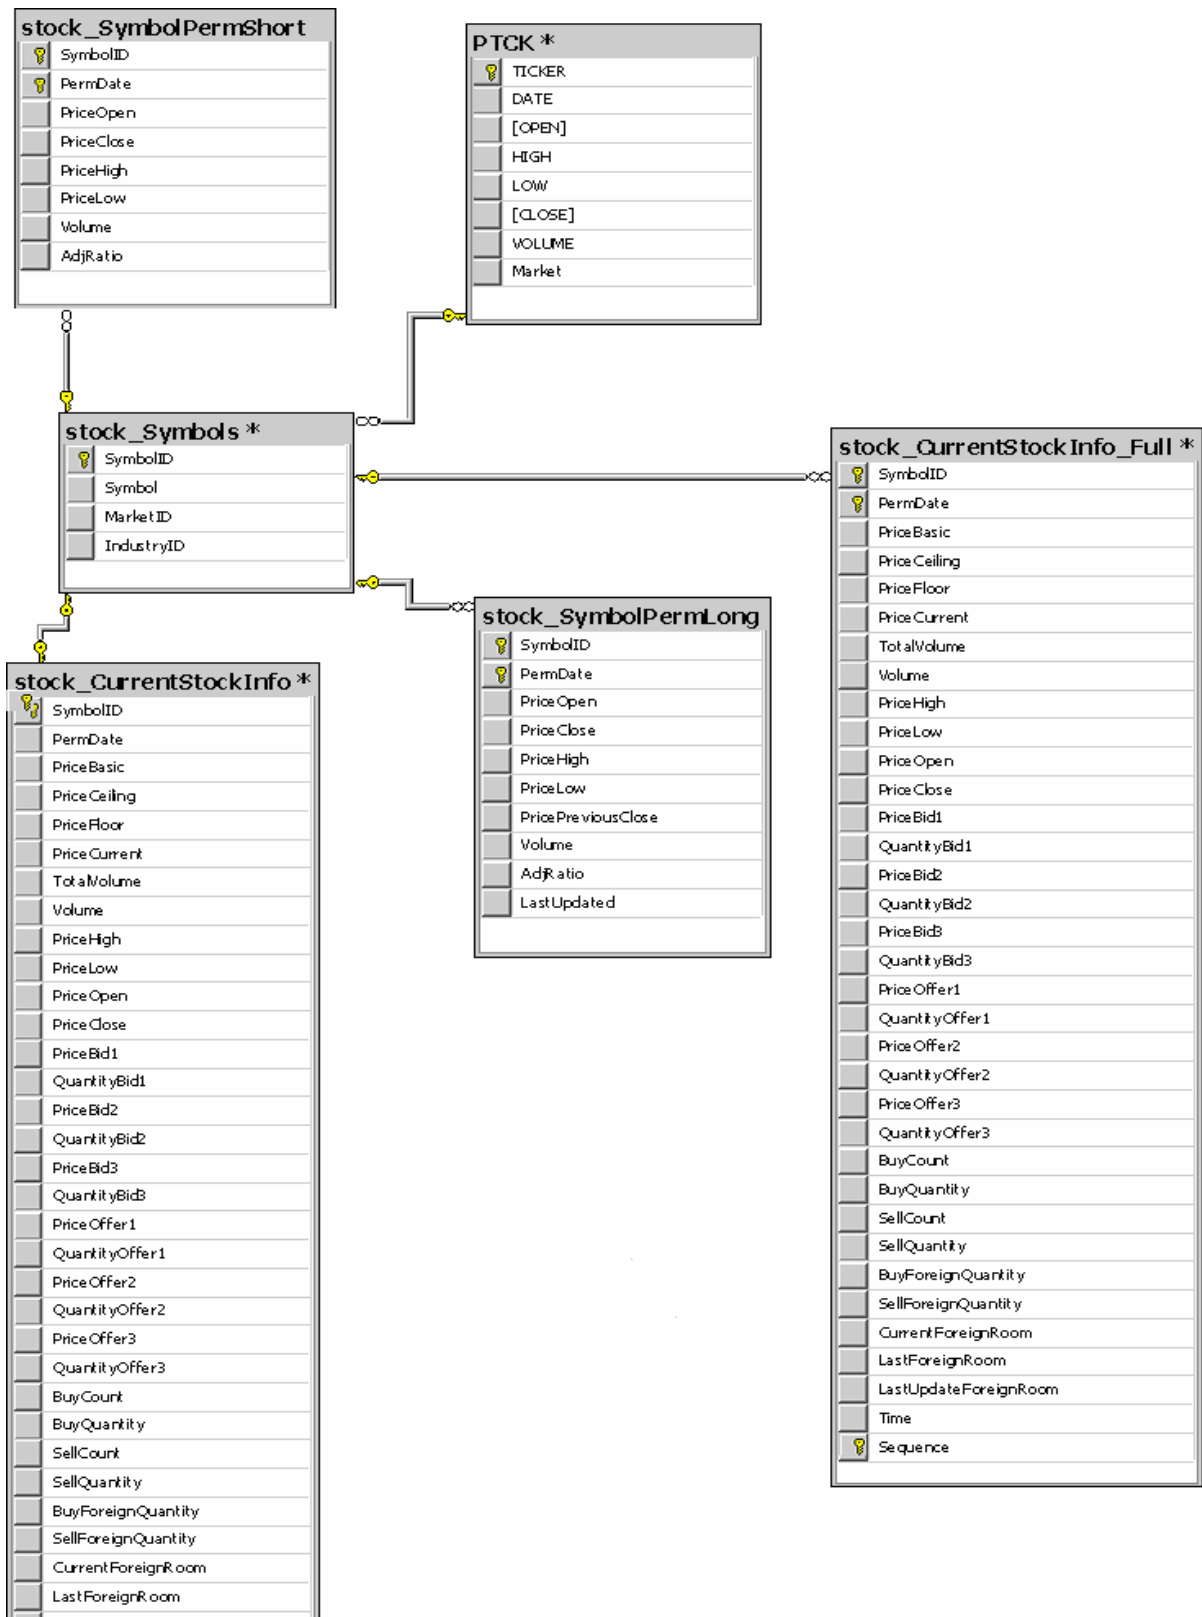 stock_SymbolPermShort
SymbolID
PermDate
PriceOpen
PriceClose
PriceHigh
PriceLow
Volume
AdjRatio
PTCK *
TICKER
DATE
[OPEN]
HIGH
LOW
[CLOSE]
VOLUME
Market
stock_Symbols *
SymbolID
Symbol
MarketID
IndustryID
stock_CurrentStockInfo_Full *
SymbolID
PermDate
PriceBasic
PriceCeiling
PriceFloor
PriceCurrent
TotalVolume
Volume
PriceHigh
PriceLow
PriceOpen
PriceClose
PriceBid1
QuantityBid1
PriceBid2
QuantityBid2
PriceBid3
QuantityBid3
PriceOffer1
QuantityOffer1
PriceOffer2
QuantityOffer2
PriceOffer3
QuantityOffer3
BuyCount
BuyQuantity
SellCount
SellQuantity
BuyForeignQuantity
SellForeignQuantity
CurrentForeignRoom
LastForeignRoom
LastUpdateForeignRoom
Time
Sequence
stock_SymbolPermLong
SymbolID
PermDate
PriceOpen
PriceClose
PriceHigh
PriceLow
PricePreviousClose
Volume
AdjRatio
LastUpdated
stock_CurrentStockInfo *
SymbolID
PermDate
PriceBasic
PriceCeiling
PriceFloor
PriceCurrent
TotalVolume
Volume
PriceHigh
PriceLow
PriceOpen
PriceClose
PriceBid1
QuantityBid1
PriceBid2
QuantityBid2
PriceBid3
QuantityBid3
PriceOffer1
QuantityOffer1
PriceOffer2
QuantityOffer2
PriceOffer3
QuantityOffer3
BuyCount
BuyQuantity
SellCount
SellQuantity
BuyForeignQuantity
SellForeignQuantity
CurrentForeignRoom
LastForeignRoom